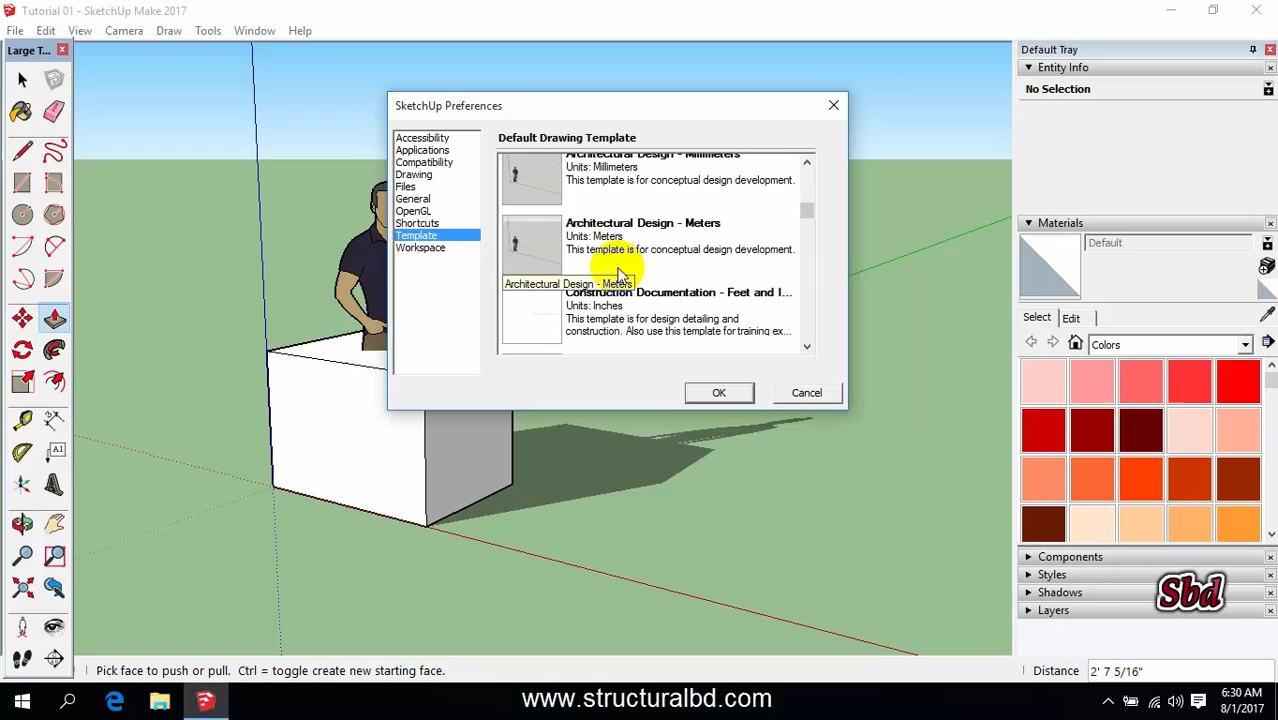 Tutorial 01 - SketchUp Make 2017
File Edit View Camera Draw Tools Window Help
Large T...
A1
SketchUp Preferences
Accessibility
Applications
Compatibility
Drawing
Files
General
OpenGL
Shortcuts
Template
Workspace
Default Drawing Template
Architectural Design - Millimeters
Units: Millimeters
This template is for conceptual design development.
Architectural Design - Meters
Units: Meters
This template is for conceptual design development.
Architectural Design - Meters
Construction Documentation - Feet and I...
Units: Inches
This template is for design detailing and
construction. Also use this template for training ex...
OK Cancel
Default Tray
Entity Info
No Selection
Materials
Default
Select Edit
Colors
Components
Styles
Shadows
Layers
Sbd
Pick face to push or pull. Ctrl = toggle create new starting face.
Distance 2' 7 5/16"
www.structuralbd.com
6:30 AM
8/1/2017